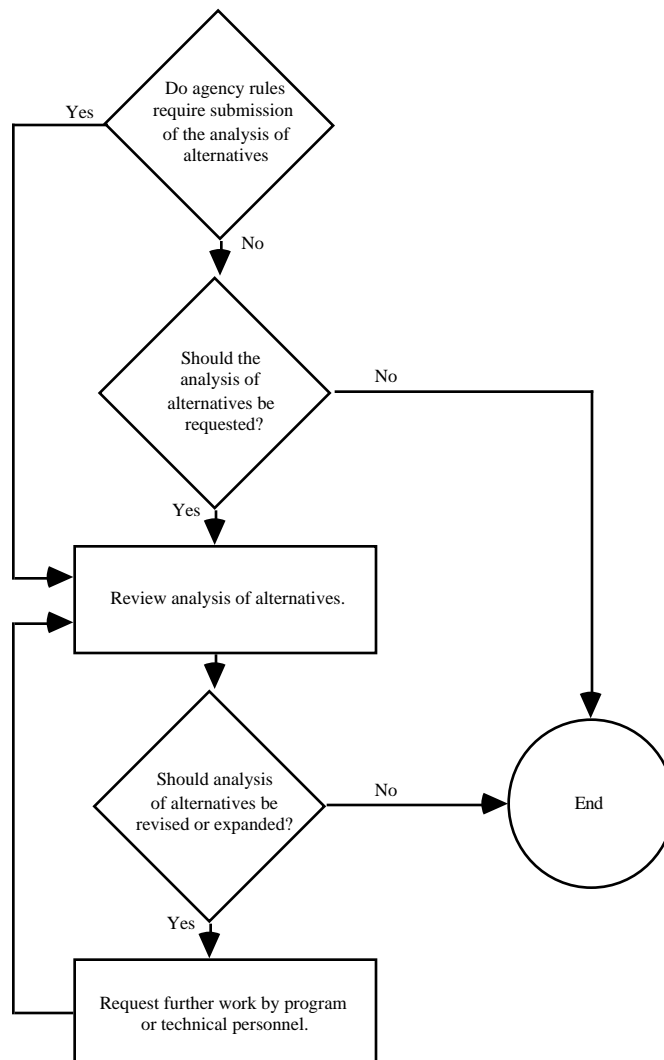 Do agency rules
require submission
of the analysis of
alternatives
Yes
No
Should the
analysis of
alternatives be
requested?
No
Yes
Review analysis of alternatives.
Should analysis
of alternatives be
revised or expanded?
No
End
Yes
Request further work by program
or technical personnel.